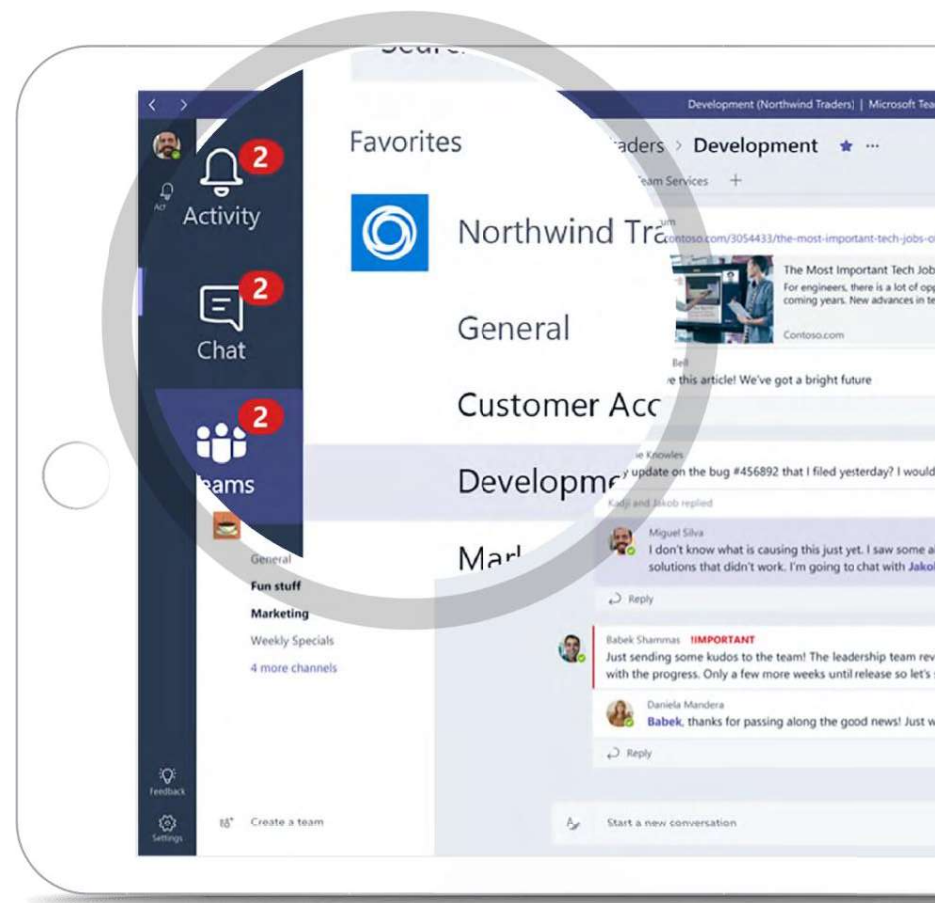 Development (Northwind Traders) | Microsoft Tea
Favorites
2
Activity
2
Chat
2
eams
Northwind Tra
General
Customer Acc
Developme
aders > Development
eam Services +
contoso.com/3054433/the-most-important-tech-jobs-o
The Most Important Tech Job
For engineers, there is a lot of opp
coming years. New advances in te
Contoso.com
Bell
e this article! We've got a bright future
ie Knowles
y update on the bug #456892 that I filed yesterday? I would
Kadji and Jakob replied
Miguel Silva
I don't know what is causing this just yet. I saw some a
solutions that didn't work. I'm going to chat with Jakob
Reply
Babek Shammas !IMPORTANT
Just sending some kudos to the team! The leadership team rev
with the progress. Only a few more weeks until release so let's
Daniela Mandera
Babek, thanks for passing along the good news! Just w
Reply
General
Fun stuff
Marketing
Weekly Specials
4 more channels
Feedback
Settings
Create a team
Start a new conversation